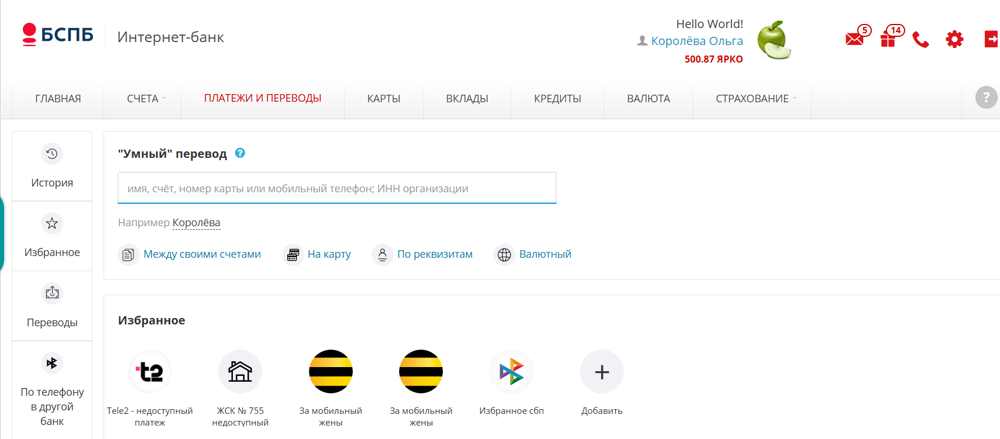 БСПБ
Интернет-банк
Hello World!
Королёва Ольга
500.87 ЯРКО
5
14
ГЛАВНАЯ
СЧЕТА
ПЛАТЕЖИ И ПЕРЕВОДЫ
КАРТЫ
ВКЛАДЫ
КРЕДИТЫ
ВАЛЮТА
СТРАХОВАНИЕ
?
История
Избранное
Переводы
По телефону
в другой
банк
"Умный" перевод ?
имя, счёт, номер карты или мобильный телефон; ИНН организации
Например Королёва
Между своими счетами
На карту
По реквизитам
Валютный
Избранное
t2
Tele2 - недоступный
платеж
ЖСК № 755
недоступный
За мобильный
жены
За мобильный
жены
Избранное сбп
Добавить